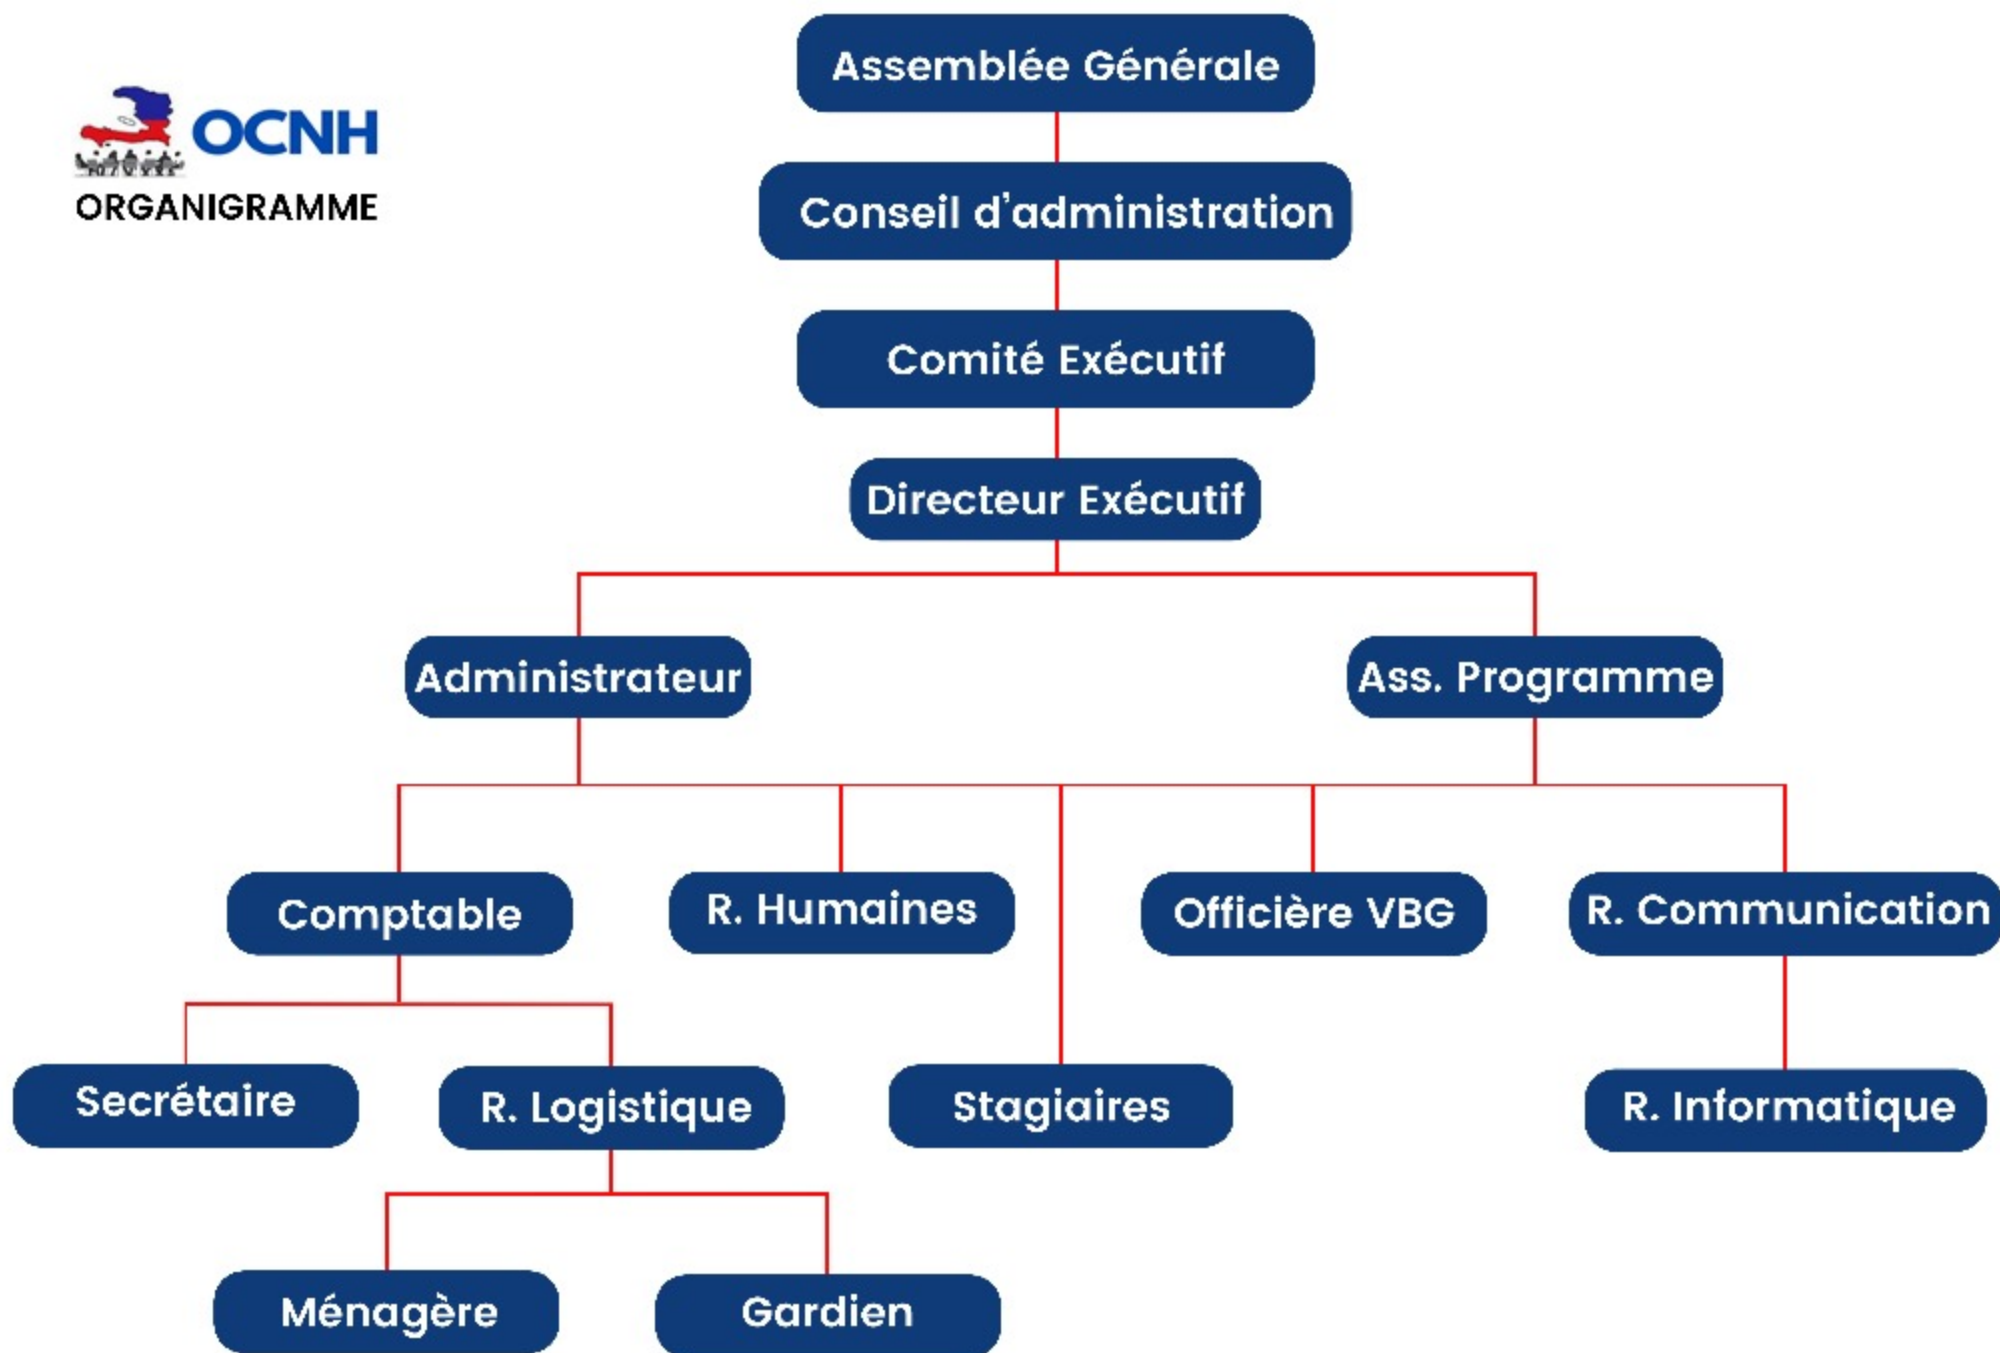 Assemblée Générale
OCNH
ORGANIGRAMME
Conseil d'administration
Comité Exécutif
Directeur Exécutif
Administrateur
Ass. Programme
Comptable
R. Humaines
Officière VBG
R. Communication
Secrétaire
R. Logistique
Stagiaires
R. Informatique
Ménagère
Gardien